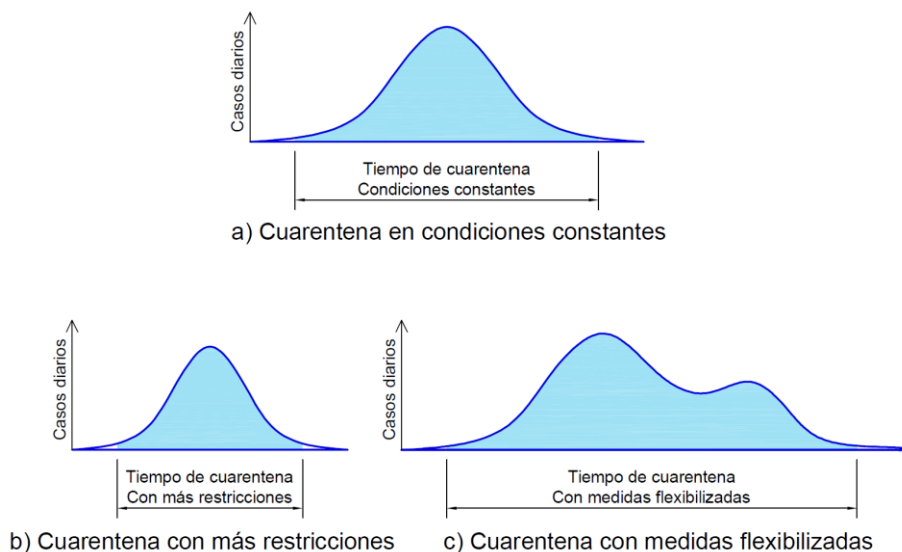 Casos diarios
Tiempo de cuarentena
Condiciones constantes
a) Cuarentena en condiciones constantes
Casos diarios
Tiempo de cuarentena
Con más restricciones
b) Cuarentena con más restricciones
Casos diarios
Tiempo de cuarentena
Con medidas flexibilizadas
c) Cuarentena con medidas flexibilizadas